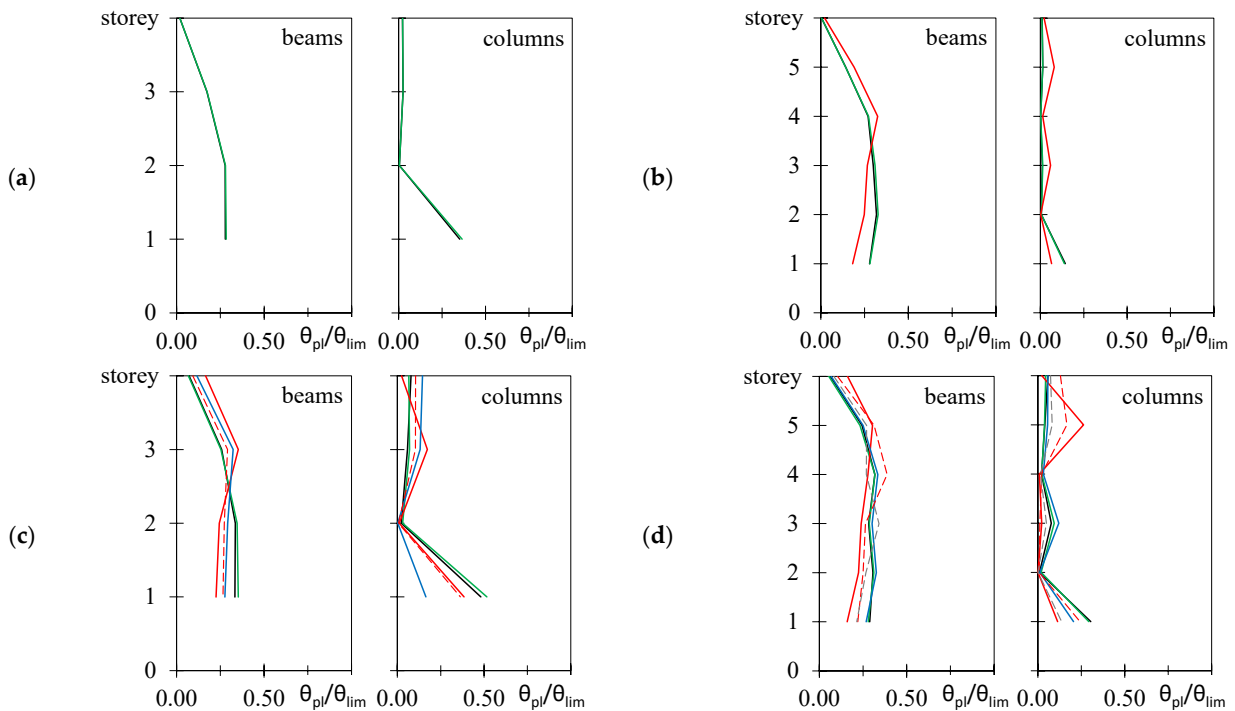 (a)
storey
beams
columns
3
2
1
0
0.00
0.50
θpl/θlim
0.00
0.50
θpl/θlim
(b)
storey
beams
columns
5
4
3
2
1
0
0.00
0.50
θpl/θlim
0.00
0.50
θpl/θlim
(c)
storey
beams
columns
3
2
1
0
0.00
0.50
θpl/θlim
0.00
0.50
θpl/θlim
(d)
storey
beams
columns
5
4
3
2
1
0
0.00
0.50
θpl/θlim
0.00
0.50
θpl/θlim